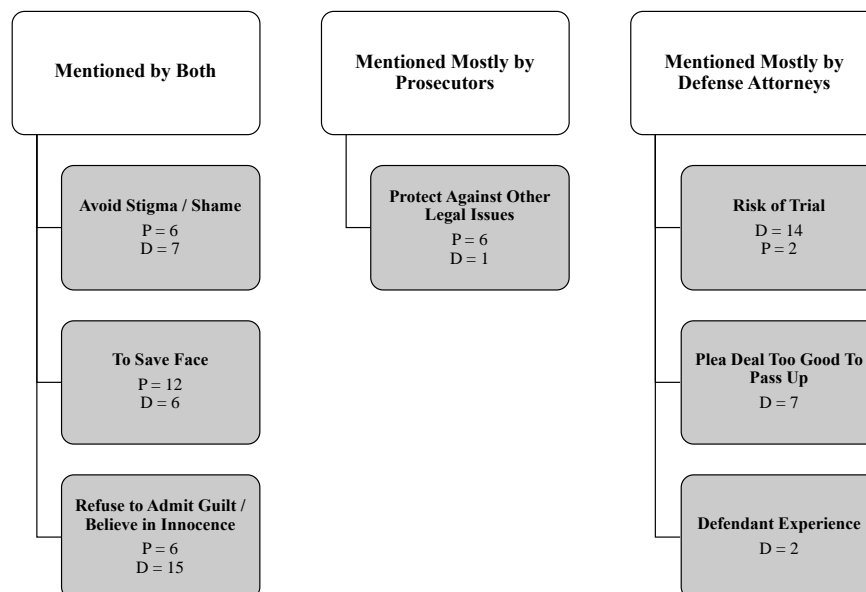 Mentioned by Both
Avoid Stigma / Shame
P = 6
D = 7
To Save Face
P = 12
D = 6
Refuse to Admit Guilt /
Believe in Innocence
P = 6
D = 15
Mentioned Mostly by
Prosecutors
Protect Against Other
Legal Issues
P = 6
D = 1
Mentioned Mostly by
Defense Attorneys
Risk of Trial
D = 14
P = 2
Plea Deal Too Good To
Pass Up
D = 7
Defendant Experience
D = 2